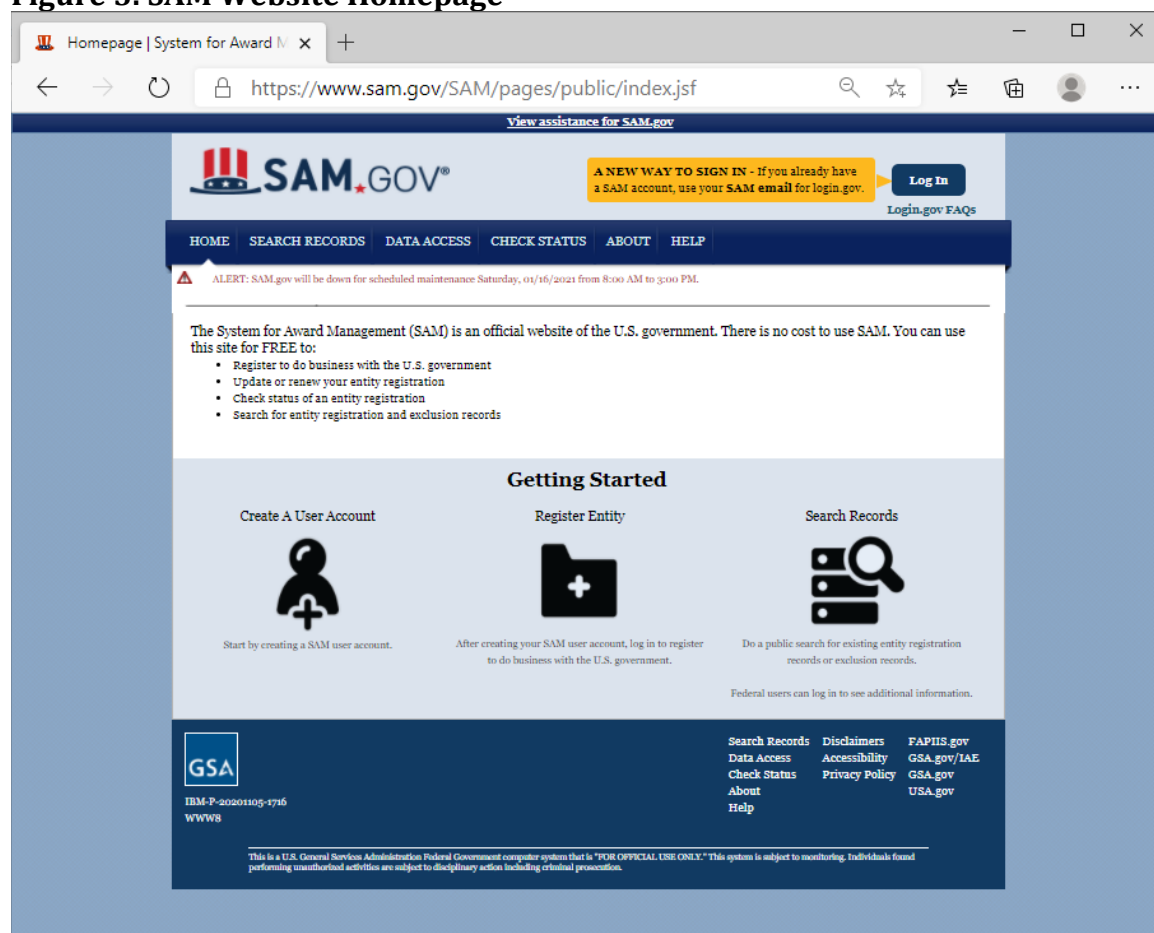 Figure 3: SAM Website Homepage
Homepage | System for Award M
https://www.sam.gov/SAM/pages/public/index.jsf
View assistance for SAM.gov
SAM.GOV®
A NEW WAY TO SIGN IN - If you already have
a SAM account, use your SAM email for login.gov.
Log In
Login.gov FAQs
HOME SEARCH RECORDS DATA ACCESS CHECK STATUS ABOUT HELP
ALERT: SAM.gov will be down for scheduled maintenance Saturday, 01/16/2021 from 8:00 AM to 3:00 PM.
The System for Award Management (SAM) is an official website of the U.S. government. There is no cost to use SAM. You can use
this site for FREE to:
• Register to do business with the U.S. government
• Update or renew your entity registration
• Check status of an entity registration
• Search for entity registration and exclusion records
Getting Started
Create A User Account
Start by creating a SAM user account.
Register Entity
After creating your SAM user account, log in to register
to do business with the U.S. government.
Search Records
Do a public search for existing entity registration
records or exclusion records.
Federal users can log in to see additional information.
GSA
IBM-P-20201105-1716
WWW8
Search Records
Data Access
Check Status
About
Help
Disclaimers
Accessibility
Privacy Policy
FAPIIS.gov
GSA.gov/IAE
GSA.gov
USA.gov
This is a U.S. General Services Administration Federal Government computer system that is "FOR OFFICIAL USE ONLY." This system is subject to monitoring. Individuals found
performing unauthorized activities are subject to disciplinary action including criminal prosecution.